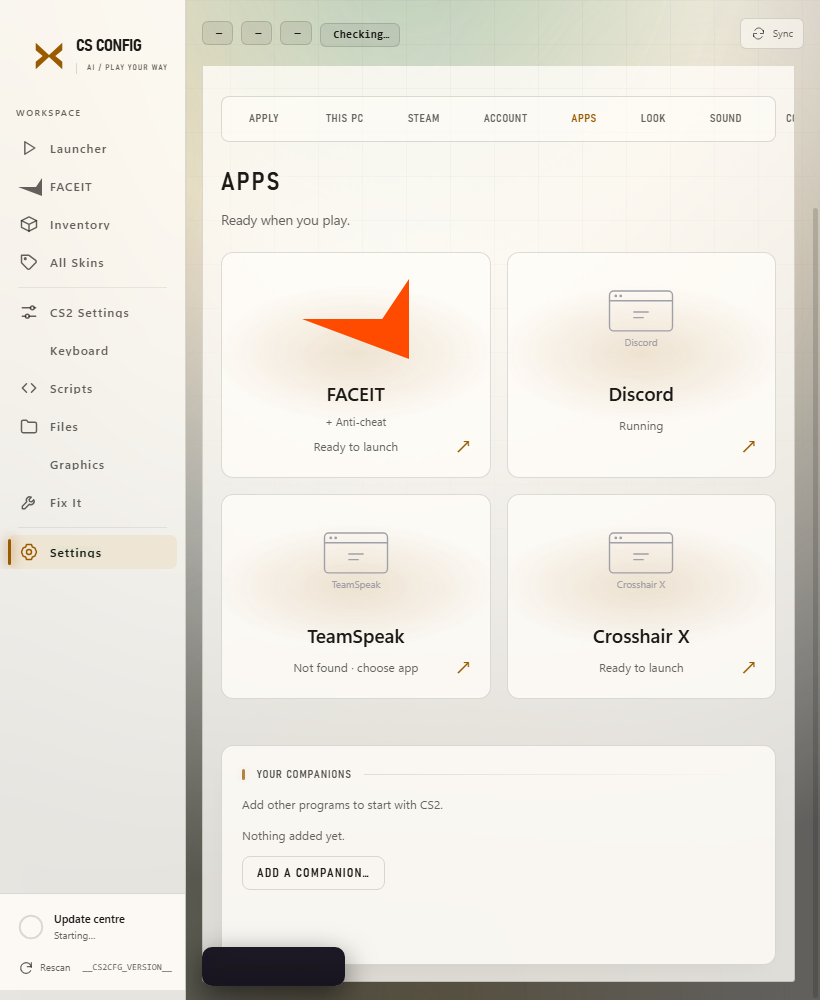 CS CONFIG
AI / PLAY YOUR WAY
WORKSPACE
Launcher
FACEIT
Inventory
All Skins
CS2 Settings
Keyboard
Scripts
Files
Graphics
Fix It
Settings
Update centre
Starting…
Rescan
__CS2CFG_VERSION__
– – – Checking…
Sync
APPLY THIS PC STEAM ACCOUNT APPS LOOK SOUND
APPS
Ready when you play.
FACEIT
+ Anti-cheat
Ready to launch
Discord
Discord
Running
TeamSpeak
TeamSpeak
Not found · choose app
Crosshair X
Crosshair X
Ready to launch
YOUR COMPANIONS
Add other programs to start with CS2.
Nothing added yet.
ADD A COMPANION…